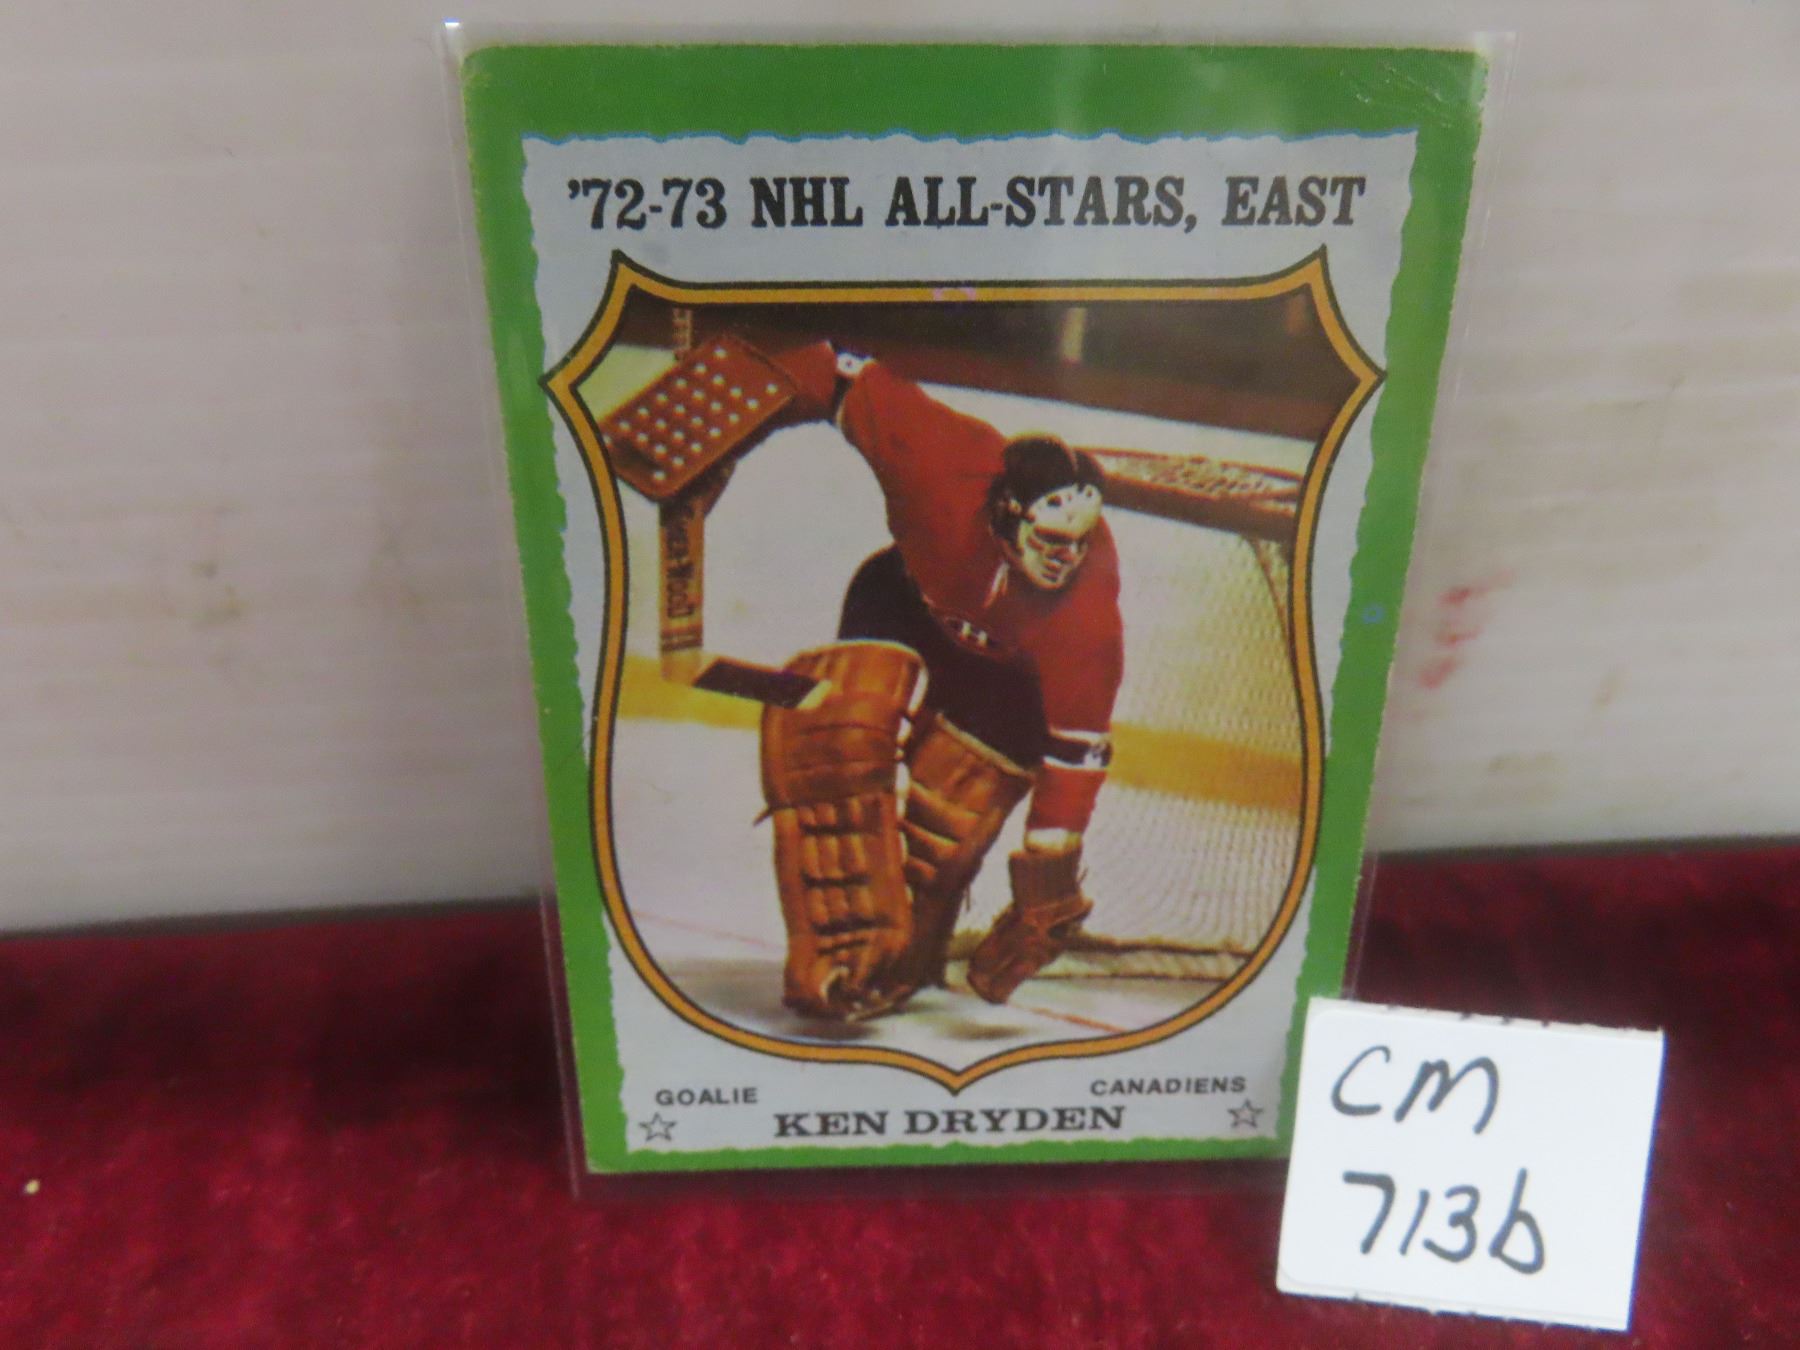 '72-73 NHL ALL-STARS, EAST
H
GOALIE
CANADIENS
KEN DRYDEN
CM
713b